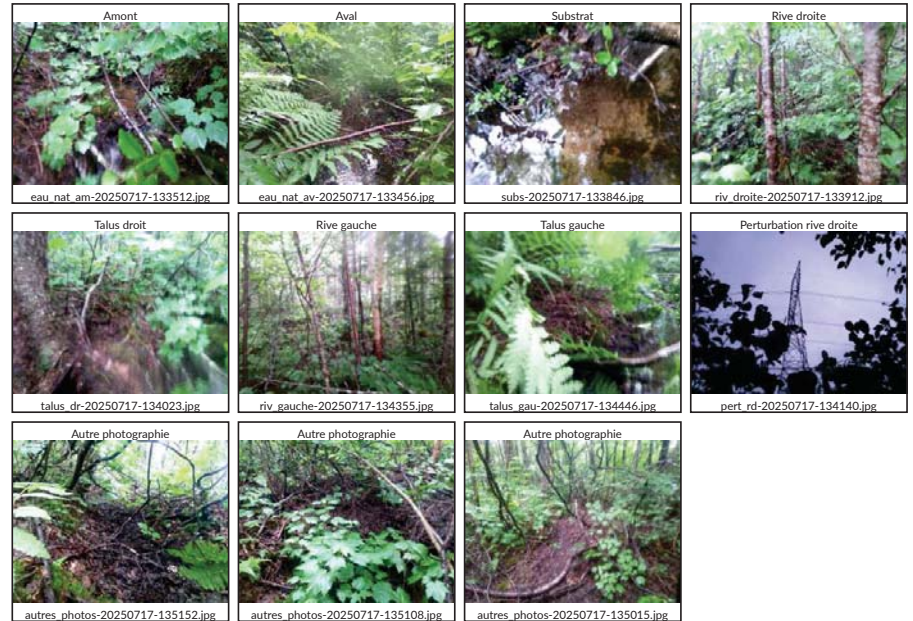 Amont
Aval
Substrat
Rive droite
eau_nat_am-20250717-133512.jpg
eau_nat_av-20250717-133456.jpg
subs-20250717-133846.jpg
riv_droite-20250717-133912.jpg
Talus droit
Rive gauche
Talus gauche
Perturbation rive droite
talus_dr-20250717-134023.jpg
riv_gauche-20250717-134355.jpg
talus_gau-20250717-134446.jpg
pert_rd-20250717-134140.jpg
Autre photographie
Autre photographie
Autre photographie
autres_photos-20250717-135152.jpg
autres_photos-20250717-135108.jpg
autres_photos-20250717-135015.jpg